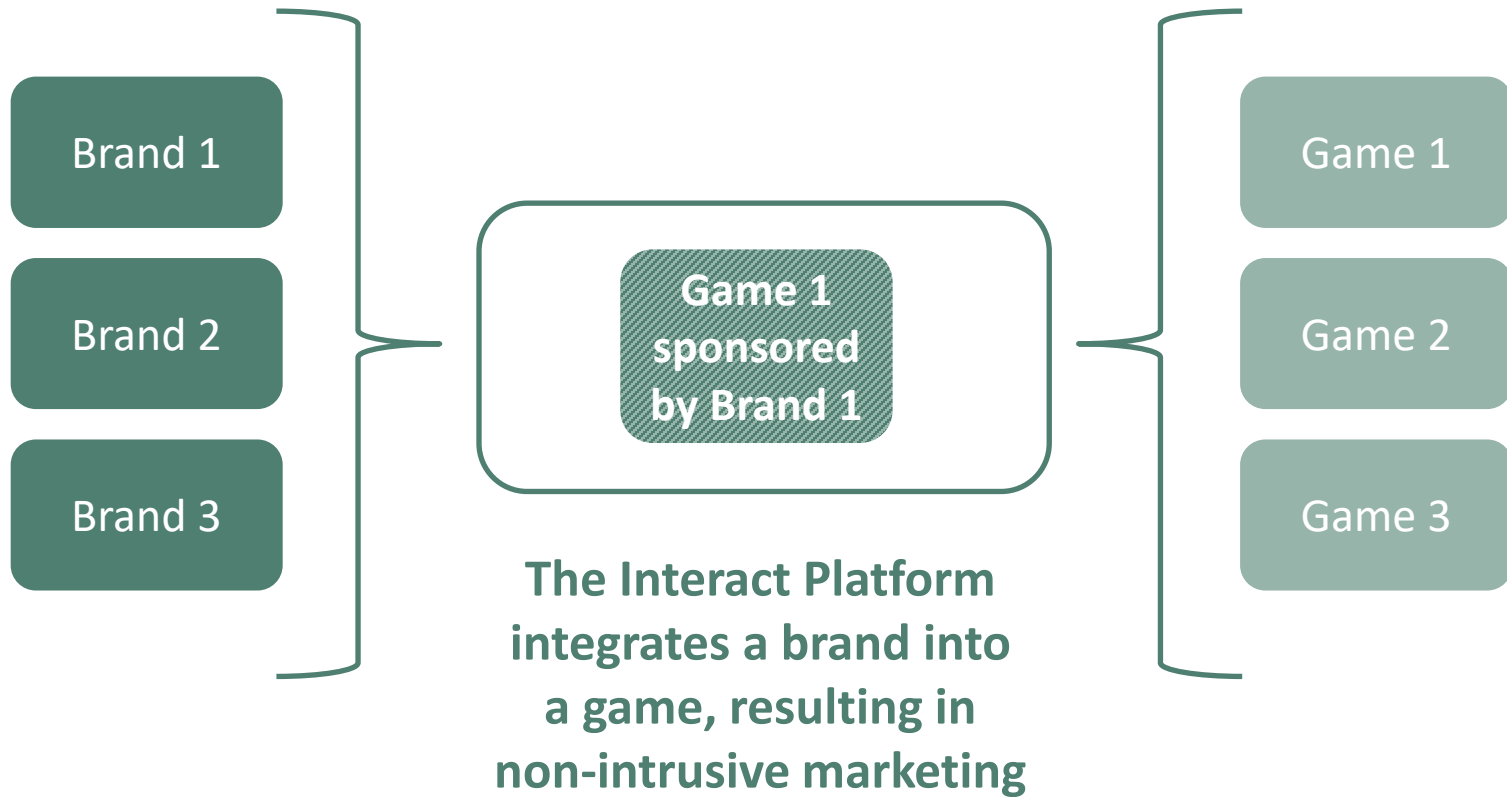 Brand 1
Brand 2
Brand 3
Game 1
sponsored
by Brand 1
The Interact Platform
integrates a brand into
a game, resulting in
non-intrusive marketing
Game 1
Game 2
Game 3